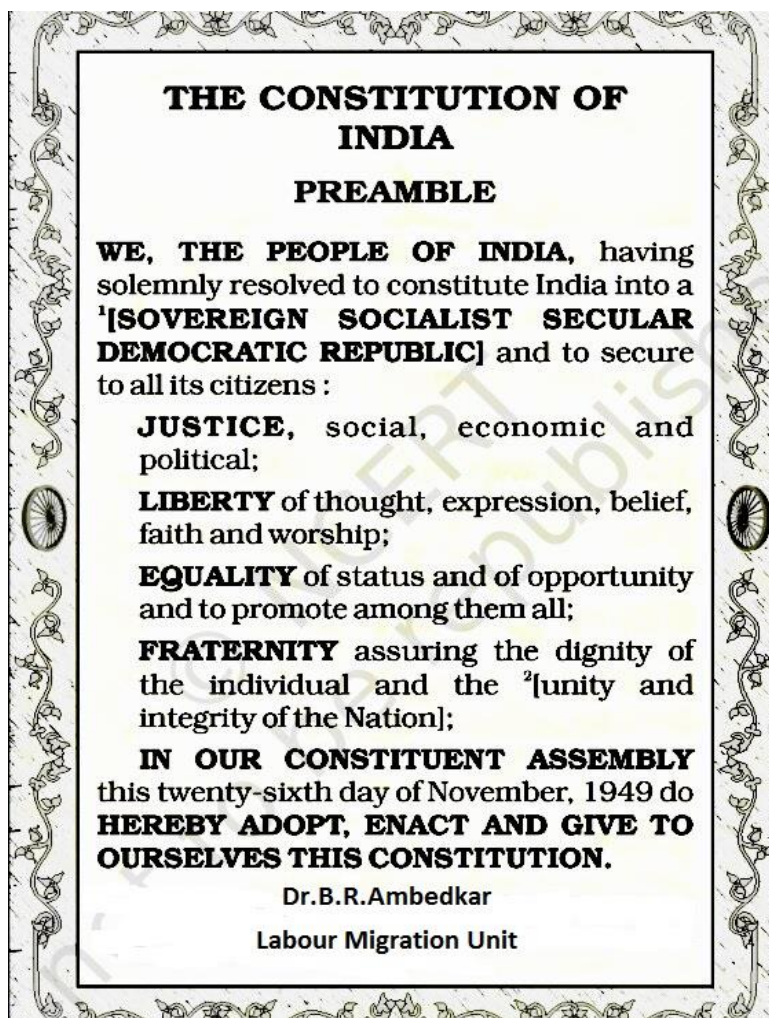 THE CONSTITUTION OF
INDIA
PREAMBLE
WE, THE PEOPLE OF INDIA, having
solemnly resolved to constitute India into a
¹[SOVEREIGN SOCIALIST SECULAR
DEMOCRATIC REPUBLIC] and to secure
to all its citizens :
JUSTICE, social, economic and
political;
LIBERTY of thought, expression, belief,
faith and worship;
EQUALITY of status and of opportunity
and to promote among them all;
FRATERNITY assuring the dignity of
the individual and the ²[unity and
integrity of the Nation];
IN OUR CONSTITUENT ASSEMBLY
this twenty-sixth day of November, 1949 do
HEREBY ADOPT, ENACT AND GIVE TO
OURSELVES THIS CONSTITUTION.
Dr.B.R.Ambedkar
Labour Migration Unit
© NCERT
to be republish